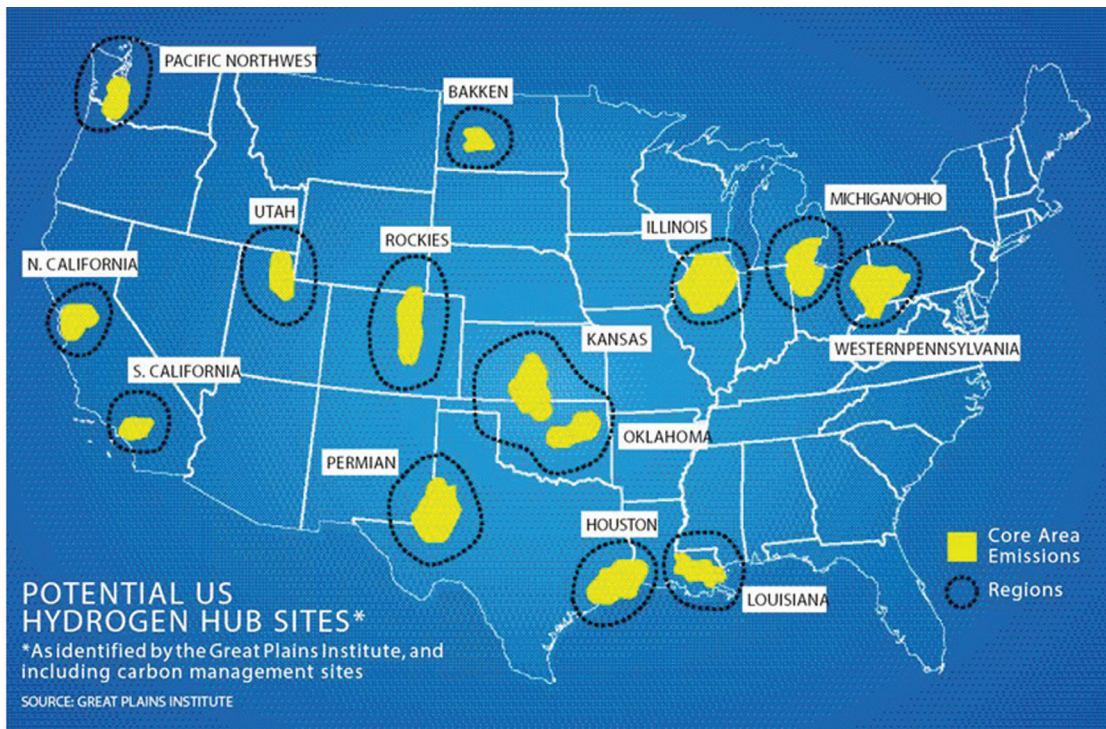 PACIFIC NORTHWEST
BAKKEN
UTAH
ROCKIES
ILLINOIS
MICHIGAN/OHIO
N. CALIFORNIA
KANSAS
WESTERNPENNSYLVANIA
S. CALIFORNIA
OKLAHOMA
PERMIAN
HOUSTON
LOUISIANA
Core Area
Emissions
Regions
POTENTIAL US
HYDROGEN HUB SITES*
*As identified by the Great Plains Institute, and
including carbon management sites
SOURCE: GREAT PLAINS INSTITUTE